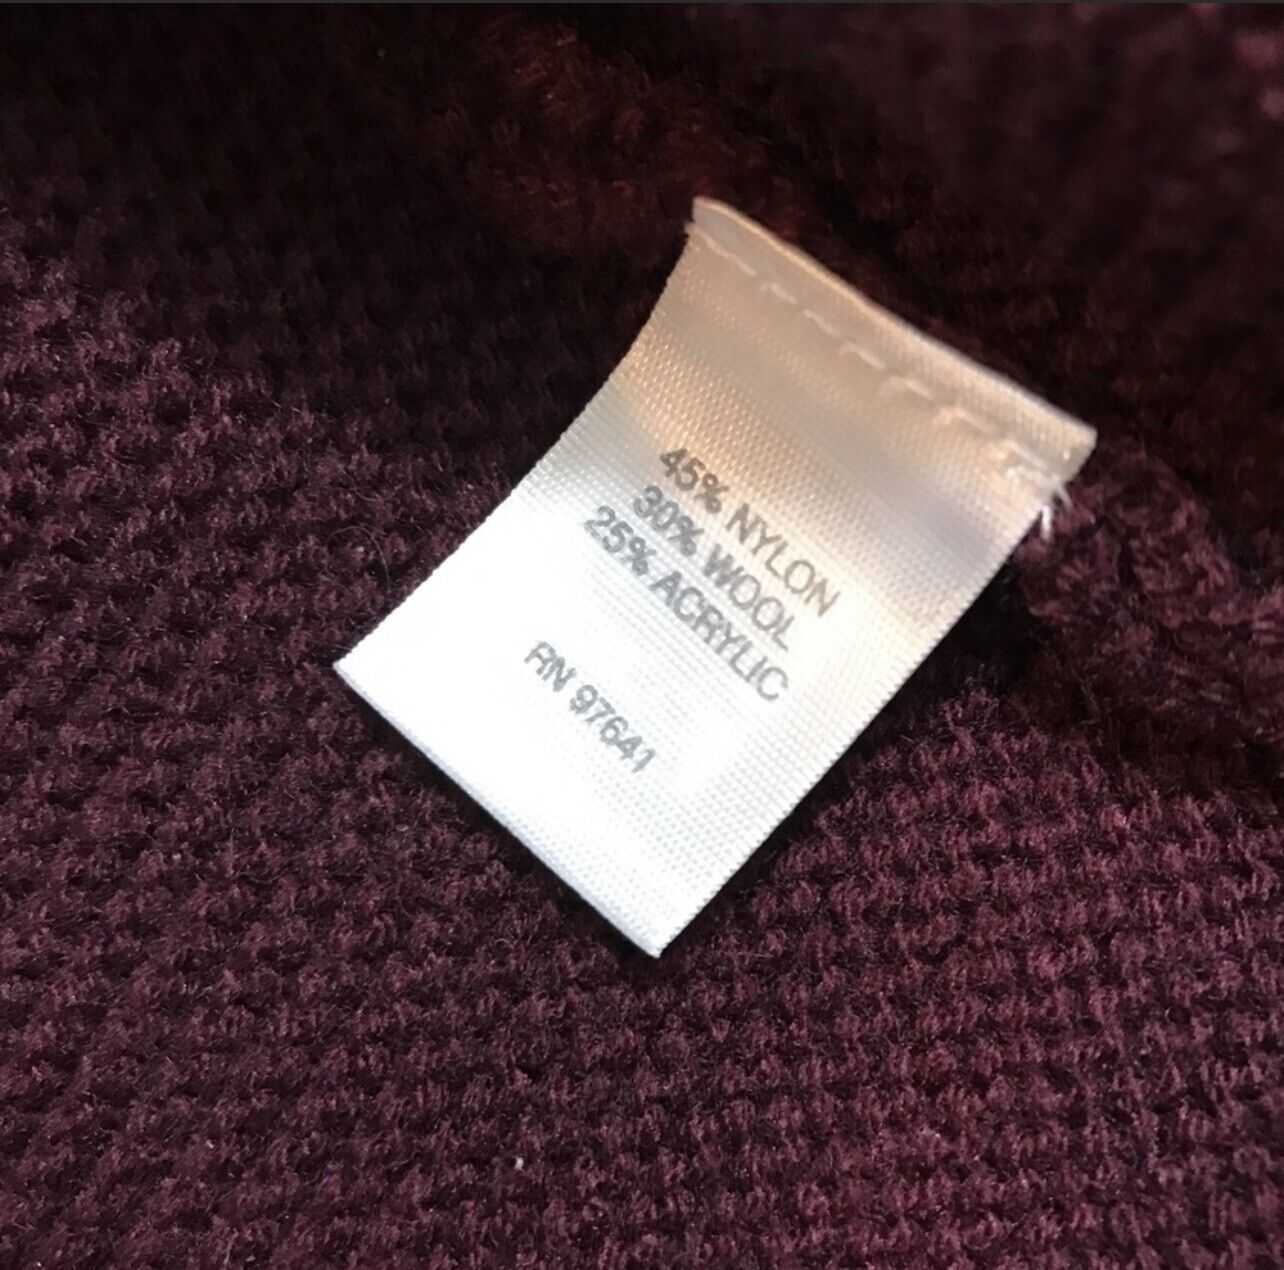 45% NYLON
30% WOOL
25% ACRYLIC
RN 97641